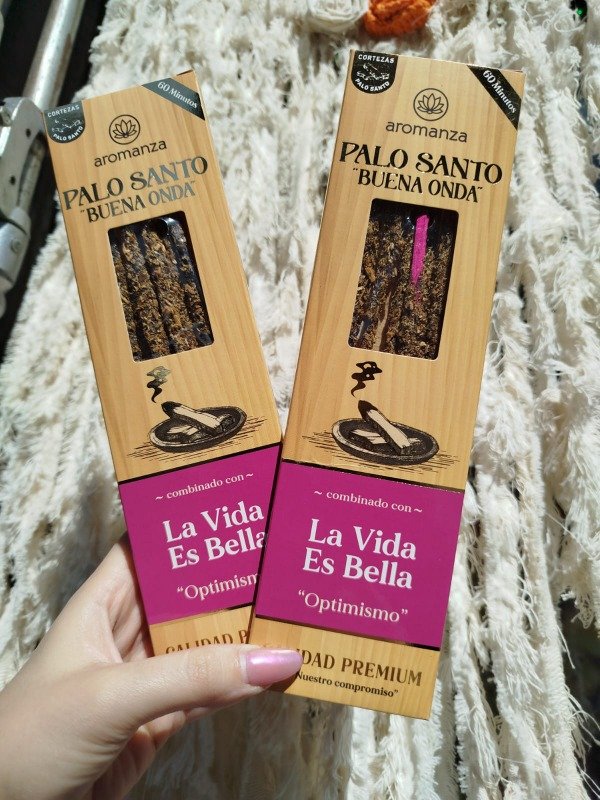 CORTEZAS
PALO SANTO
60 Minutos
aromanza
PALO SANTO
"BUENA ONDA"
~ combinado con ~
La Vida
Es Bella
"Optimism
CALIDAD P
CORTEZAS
PALO SANTO
60 Minutos
aromanza
PALO SANTO
"BUENA ONDA"
~ combinado con ~
La Vida
Es Bella
"Optimismo"
IDAD PREMIUM
Nuestro compromiso"